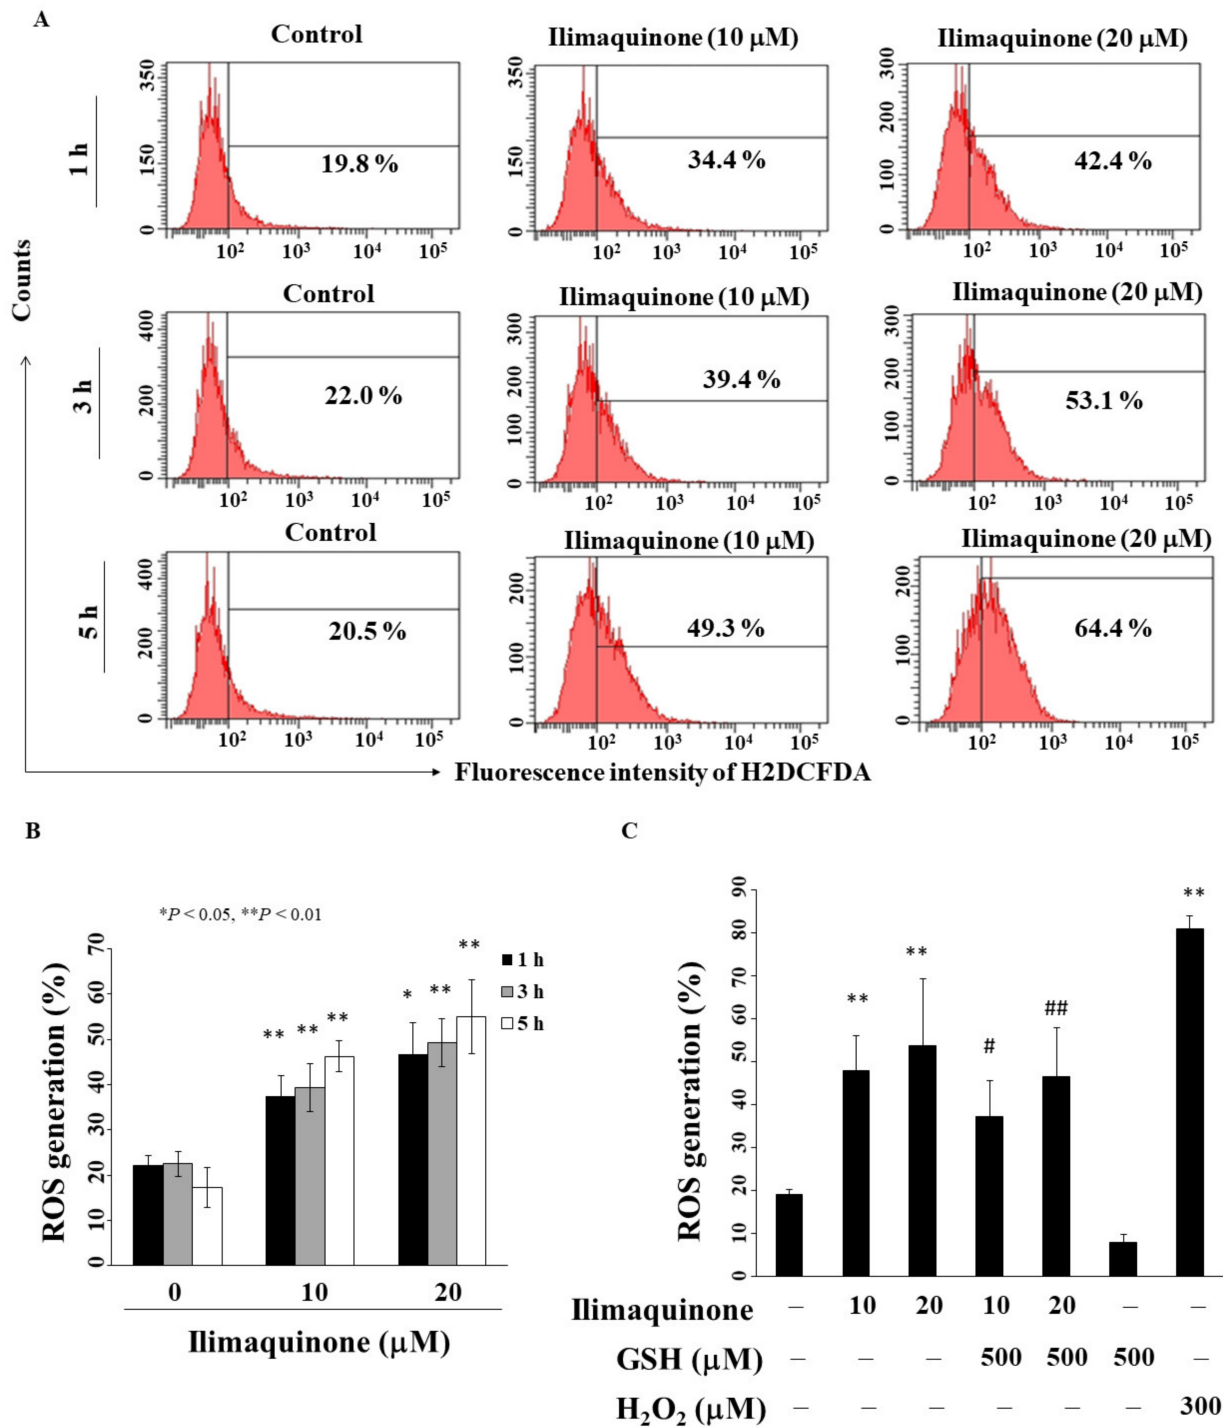 A
Control
Ilimaquinone (10 μM)
Ilimaquinone (20 μM)
1 h
350
150
0
19.8 %
10² 10³ 10⁴ 10⁵
350
150
0
34.4 %
10² 10³ 10⁴ 10⁵
300
200
100
0
42.4 %
10² 10³ 10⁴ 10⁵
Counts
Control
Ilimaquinone (10 μM)
Ilimaquinone (20 μM)
3 h
400
200
0
22.0 %
10² 10³ 10⁴ 10⁵
300
200
100
0
39.4 %
10² 10³ 10⁴ 10⁵
300
200
100
0
53.1 %
10² 10³ 10⁴ 10⁵
Control
Ilimaquinone (10 μM)
Ilimaquinone (20 μM)
5 h
400
200
0
20.5 %
10² 10³ 10⁴ 10⁵
200
100
0
49.3 %
10² 10³ 10⁴ 10⁵
200
100
0
64.4 %
10² 10³ 10⁴ 10⁵
Fluorescence intensity of H2DCFDA
B
*P < 0.05, **P < 0.01
ROS generation (%)
70
60
50
40
30
20
10
0
** ** **
* ** **
1 h
3 h
5 h
0 10 20
Ilimaquinone (μM)
C
ROS generation (%)
90
80
70
60
50
40
30
20
10
0
** ** # ## **
Ilimaquinone – 10 20 10 20 – –
GSH (μM) – – – 500 500 500 –
H₂O₂ (μM) – – – – – – 300